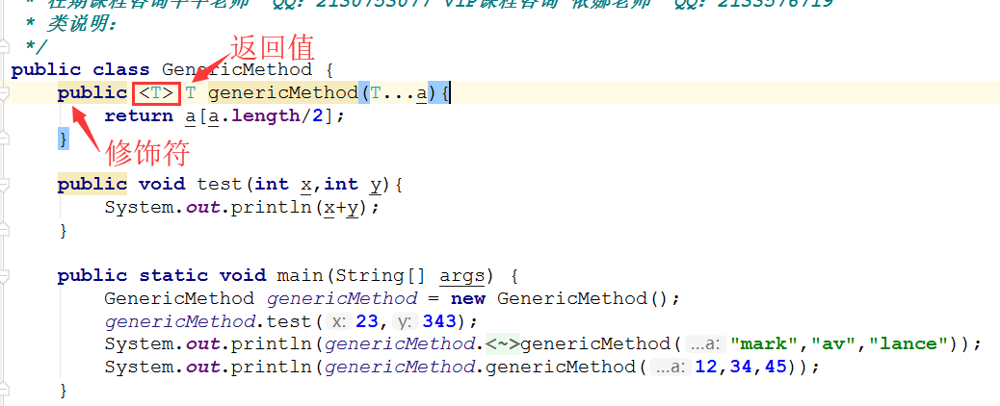 课程咨询 老师 QQ: 2130753077 VIP课程咨询 依娜老师 QQ: 2133576719
* 类说明:
*/
返回值
public class GenericMethod {
public <T> T genericMethod(T...a){
return a[a.length/2];
}
修饰符
public void test(int x,int y){
System.out.println(x+y);
}
public static void main(String[] args) {
GenericMethod genericMethod = new GenericMethod();
genericMethod.test( x: 23, y: 343);
System.out.println(genericMethod.<~>genericMethod( ...a: "mark","av","lance"));
System.out.println(genericMethod.genericMethod( ...a: 12,34,45));
}